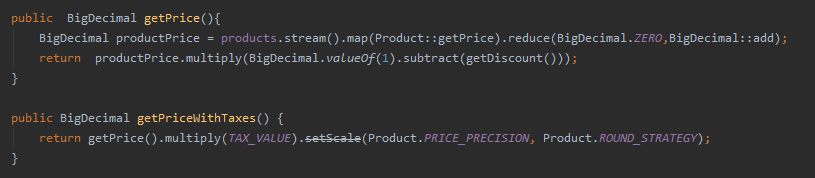 public  BigDecimal getPrice(){
    BigDecimal productPrice = products.stream().map(Product::getPrice).reduce(BigDecimal.ZERO,BigDecimal::add);
    return  productPrice.multiply(BigDecimal.valueOf(1).subtract(getDiscount()));
}

public BigDecimal getPriceWithTaxes() {
    return getPrice().multiply(TAX_VALUE).setScale(Product.PRICE_PRECISION, Product.ROUND_STRATEGY);
}